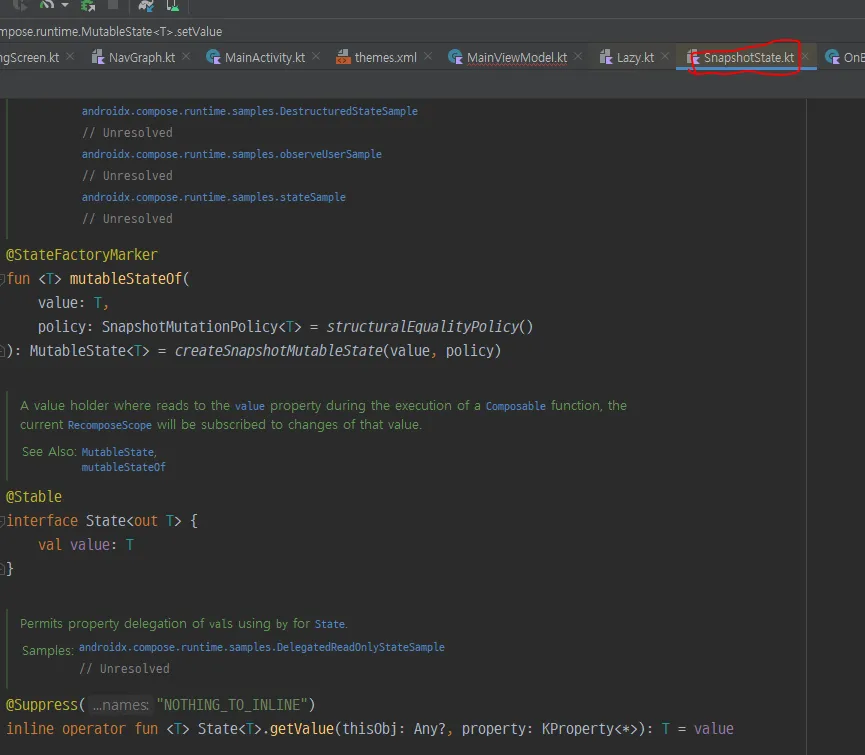 mpose.runtime.MutableState<T>.setValue
ngScreen.kt NavGraph.kt MainActivity.kt themes.xml MainViewModel.kt Lazy.kt SnapshotState.kt OnB
androidx.compose.runtime.samples.DestructuredStateSample
// Unresolved
androidx.compose.runtime.samples.observeUserSample
// Unresolved
androidx.compose.runtime.samples.stateSample
// Unresolved
@StateFactoryMarker
fun <T> mutableStateOf(
value: T,
policy: SnapshotMutationPolicy<T> = structuralEqualityPolicy()
): MutableState<T> = createSnapshotMutableState(value, policy)
A value holder where reads to the value property during the execution of a Composable function, the
current RecomposeScope will be subscribed to changes of that value.
See Also: MutableState,
mutableStateOf
@Stable
interface State<out T> {
val value: T
}
Permits property delegation of vals using by for State.
Samples: androidx.compose.runtime.samples.DelegatedReadOnlyStateSample
// Unresolved
@Suppress( ...names: "NOTHING_TO_INLINE")
inline operator fun <T> State<T>.getValue(thisObj: Any?, property: KProperty<*>): T = value